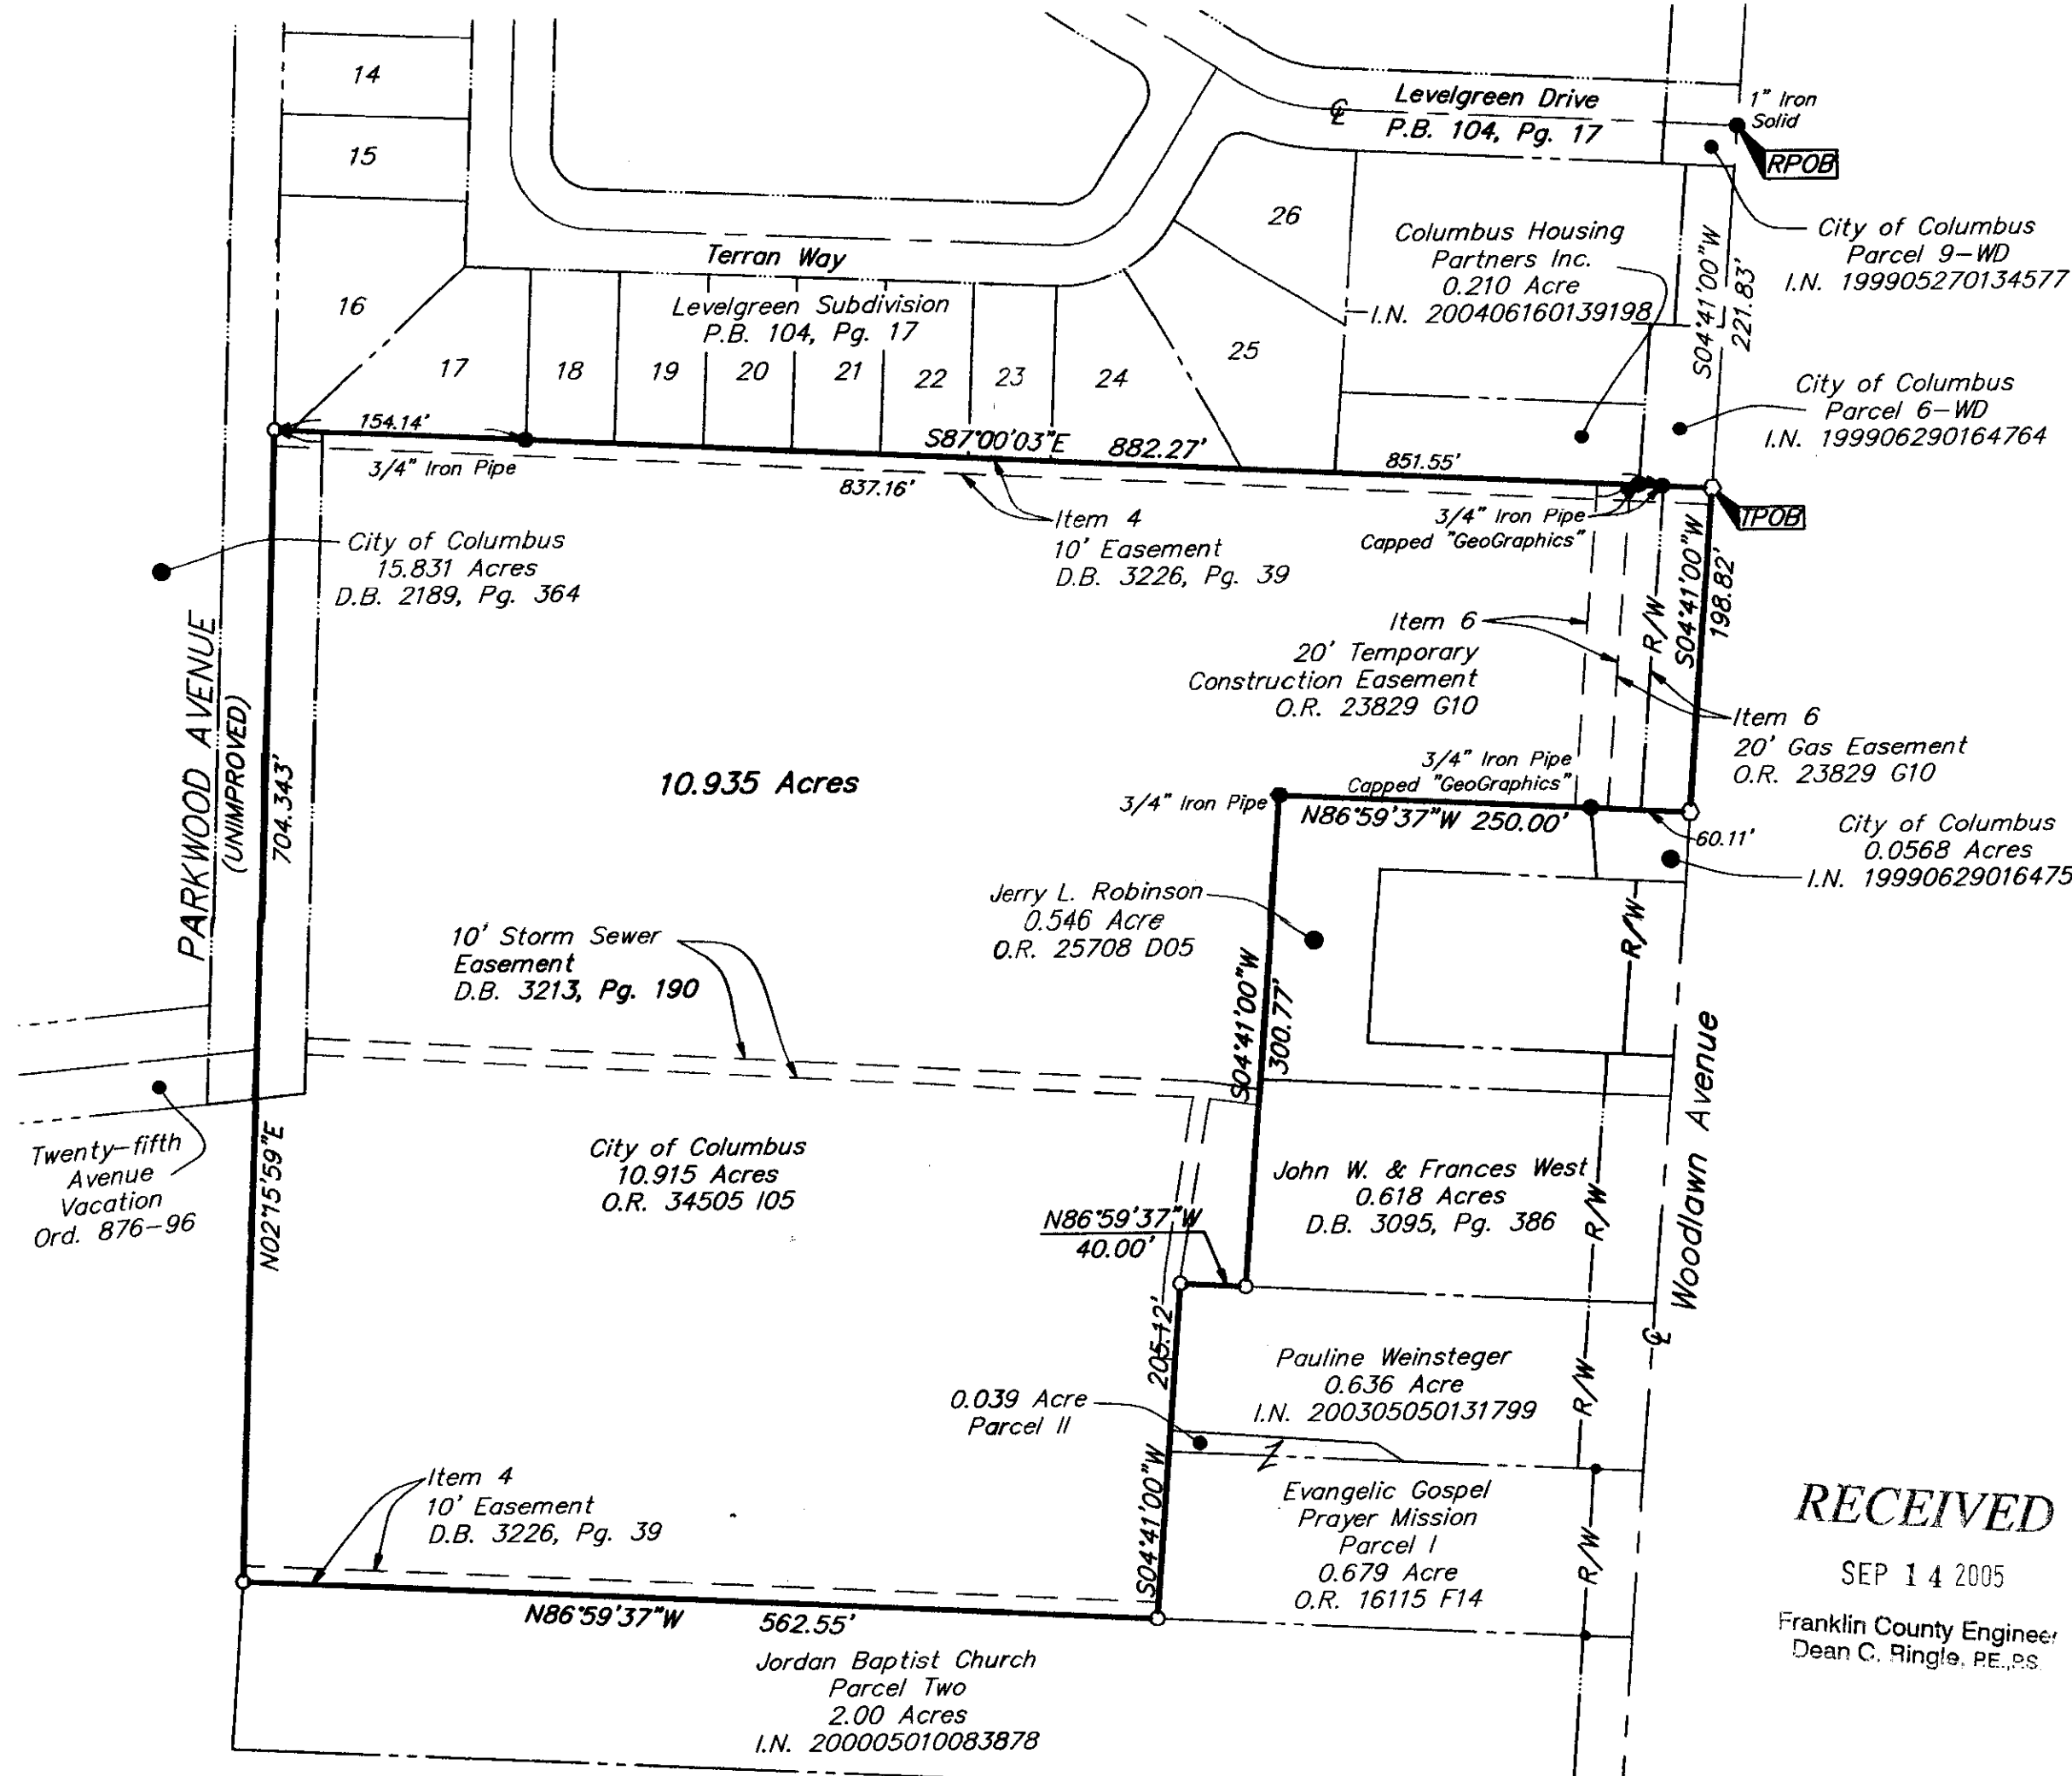 14
15
16
17
18
19
20
21
22
23
24
25
26
Levelgreen Drive
P.B. 104, Pg. 17
1" Iron
Solid
RPOB
City of Columbus
Parcel 9-WD
I.N. 199905270134577
Terran Way
Levelgreen Subdivision
P.B. 104, Pg. 17
Columbus Housing
Partners Inc.
0.210 Acre
I.N. 200406160139198
S04°41'00"W
221.83'
City of Columbus
Parcel 6-WD
I.N. 199906290164764
154.14'
3/4" Iron Pipe
S87°00'03"E 882.27'
837.16'
851.55'
3/4" Iron Pipe
Capped "GeoGraphics"
TPOB
Item 4
10' Easement
D.B. 3226, Pg. 39
City of Columbus
15.831 Acres
D.B. 2189, Pg. 364
PARKWOOD AVENUE
(UNIMPROVED)
704.343'
N02°15'59"E
R/W
S04°41'00"W
198.82'
Item 6
20' Temporary
Construction Easement
O.R. 23829 G10
Item 6
20' Gas Easement
O.R. 23829 G10
10.935 Acres
3/4" Iron Pipe
Capped "GeoGraphics"
3/4" Iron Pipe
N86°59'37"W 250.00'
60.11'
City of Columbus
0.0568 Acres
I.N. 19990629016475
Jerry L. Robinson
0.546 Acre
O.R. 25708 D05
R/W
10' Storm Sewer
Easement
D.B. 3213, Pg. 190
S04°41'00"W
300.77'
Woodlawn Avenue
Twenty-fifth
Avenue
Vacation
Ord. 876-96
City of Columbus
10.915 Acres
O.R. 34505 I05
John W. & Frances West
0.618 Acres
D.B. 3095, Pg. 386
R/W
N86°59'37"W
40.00'
205.12'
S04°41'00"W
Pauline Weinsteger
0.636 Acre
I.N. 200305050131799
R/W
0.039 Acre
Parcel II
Evangelic Gospel
Prayer Mission
Parcel I
0.679 Acre
O.R. 16115 F14
R/W
Item 4
10' Easement
D.B. 3226, Pg. 39
N86°59'37"W 562.55'
Jordan Baptist Church
Parcel Two
2.00 Acres
I.N. 200005010083878
RECEIVED
SEP 14 2005
Franklin County Engineer
Dean C. Ringle, P.E., P.S.